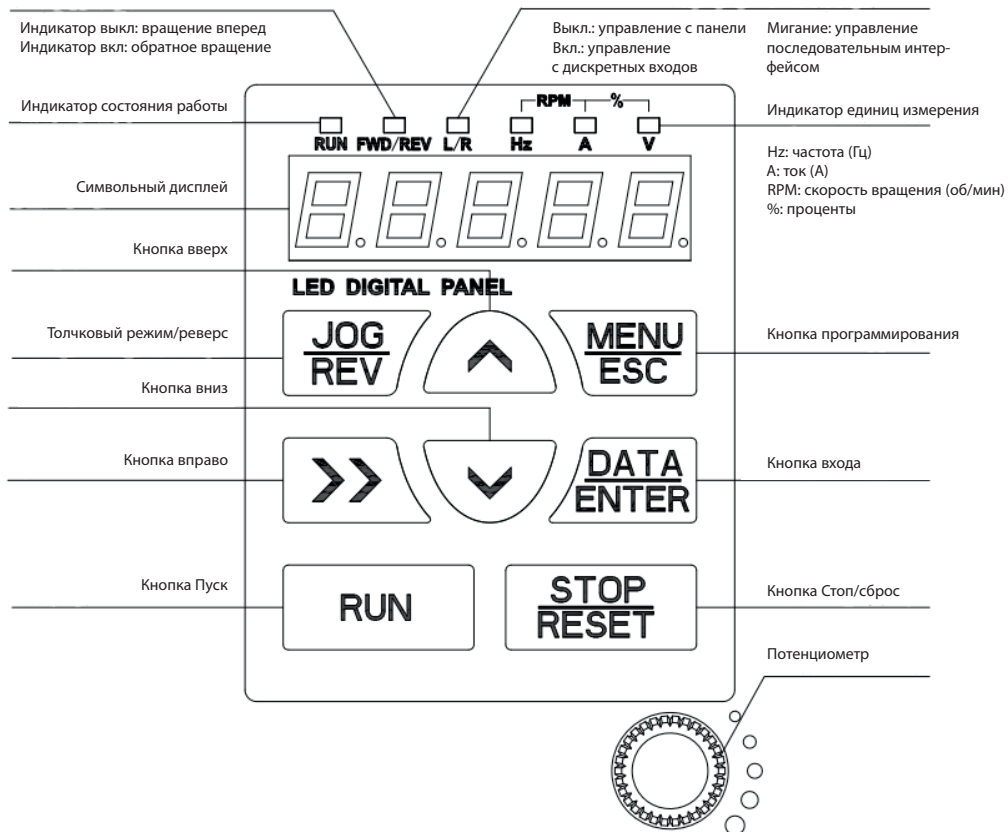 Индикатор выкл: вращение вперед
Индикатор вкл: обратное вращение
Выкл.: управление с панели
Вкл.: управление
с дискретных входов
Мигание: управление
последовательным интер-
фейсом
Индикатор состояния работы
Индикатор единиц измерения
RPM %
RUN FWD/REV L/R Hz A V
Hz: частота (Гц)
A: ток (А)
RPM: скорость вращения (об/мин)
%: проценты
Символьный дисплей
Кнопка вверх
LED DIGITAL PANEL
Толчковый режим/реверс
JOG
REV
MENU
ESC
Кнопка программирования
Кнопка вниз
Кнопка вправо
DATA
ENTER
Кнопка входа
Кнопка Пуск
RUN
STOP
RESET
Кнопка Стоп/сброс
Потенциометр